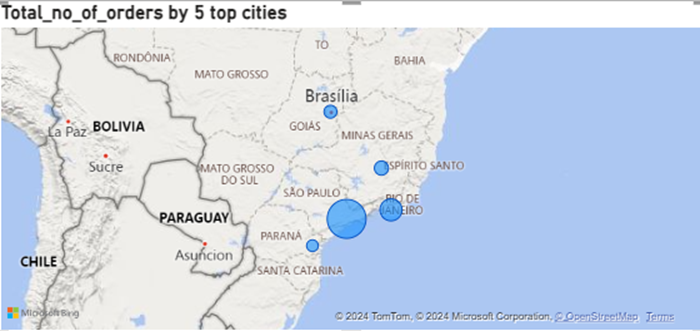 Total_no_of_orders by 5 top cities
TO
BAHIA
RONDÔNIA
MATO GROSSO
Brasília
La Paz
BOLIVIA
GOIÁS
MINAS GERAIS
Sucre
MATO GROSSO
DO SUL
ESPÍRITO SANTO
SÃO PAULO
RIO DE
JANEIRO
PARAGUAY
PARANÁ
Asuncion
CHILE
SANTA CATARINA
Microsoft Bing
© 2024 TomTom, © 2024 Microsoft Corporation, © OpenStreetMap Terms